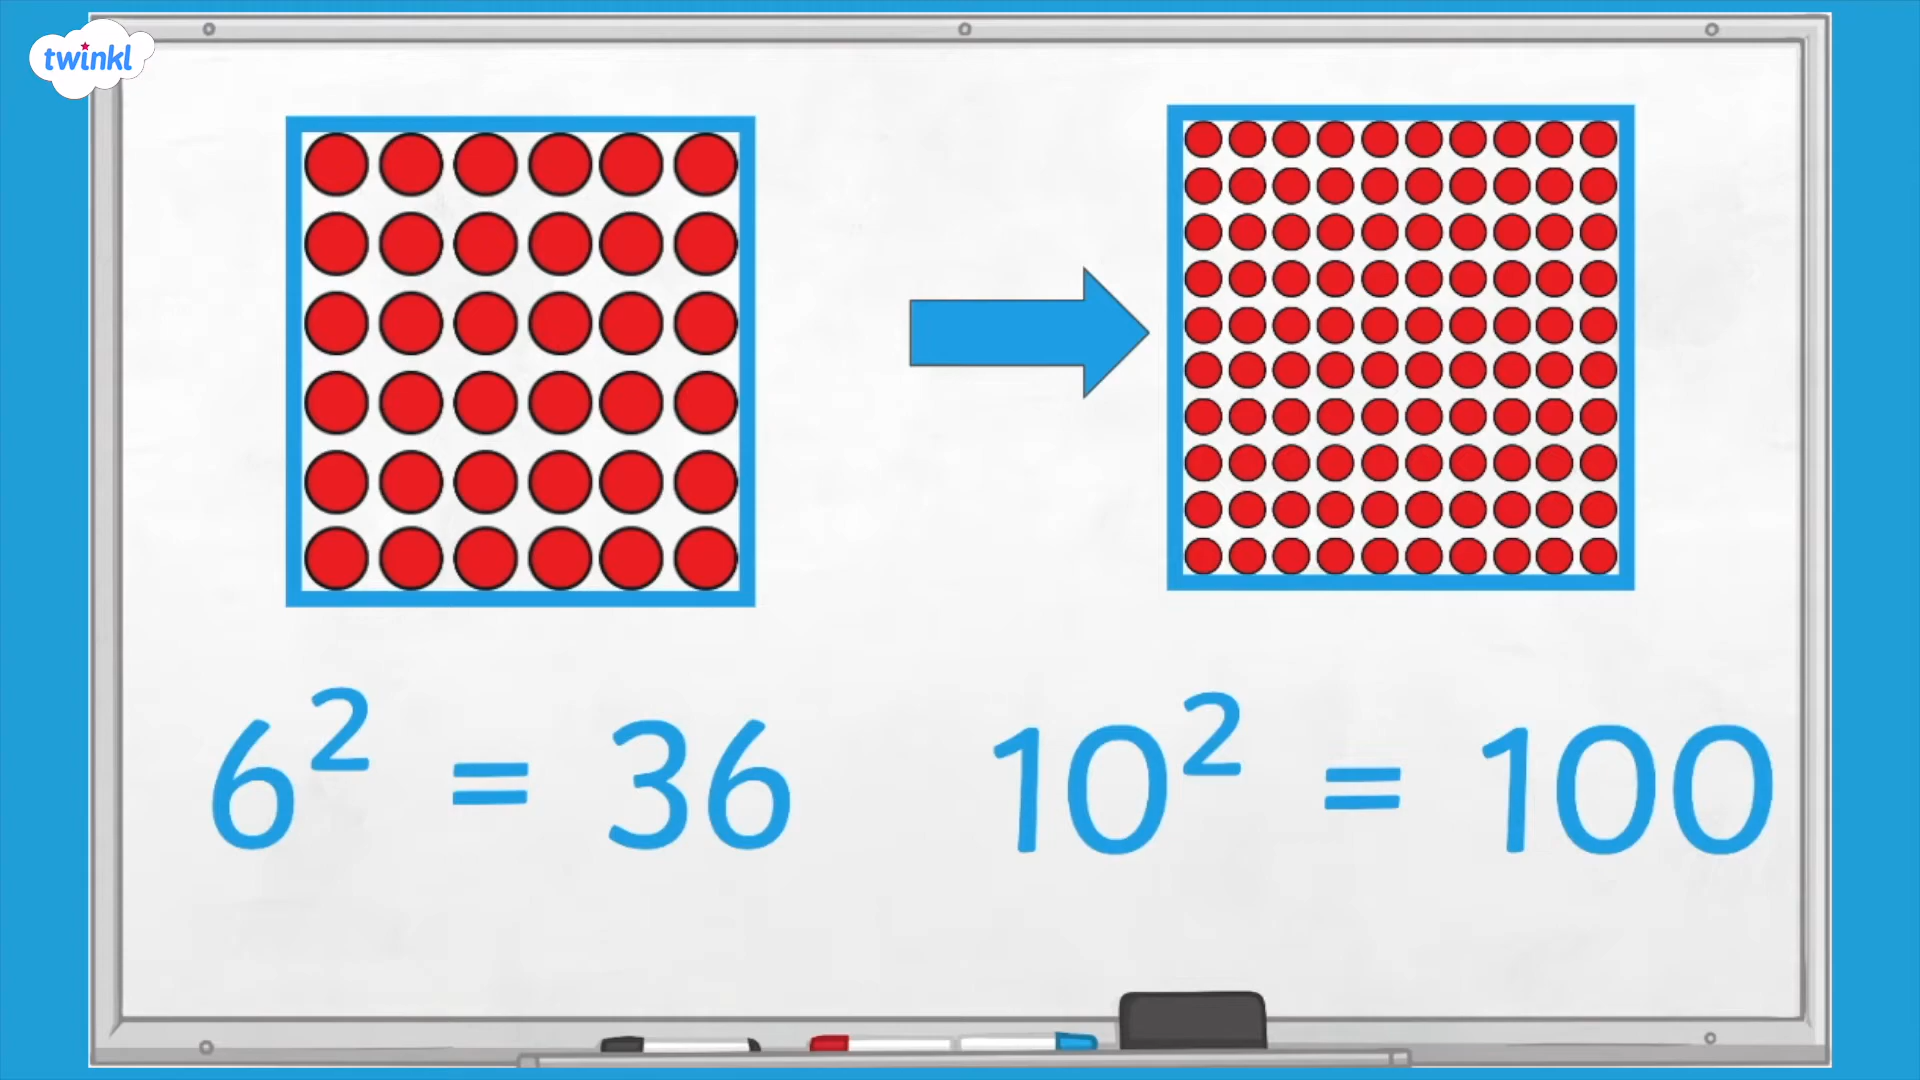 twinkl
6² = 36
10² = 100